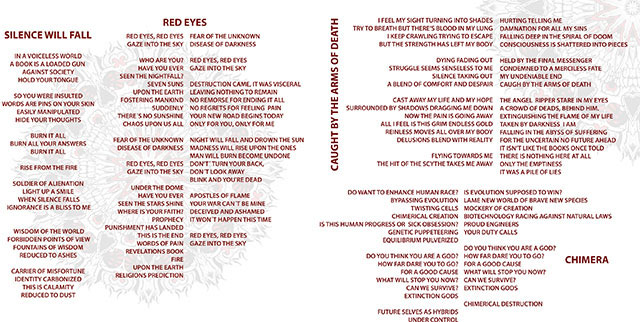 SILENCE WILL FALL
IN A VOICELESS WORLD
A BOOK IS A LOADED GUN
AGAINST SOCIETY
HOLD YOUR TONGUE
SO YOU WERE INSULTED
WORDS ARE PINS ON YOUR SKIN
EASILY MANIPULATED
HIDE YOUR THOUGHTS
BURN IT ALL
BURN ALL YOUR ANSWERS
BURN IT ALL
RISE FROM THE FIRE
SOLDIER OF ALIENATION
LIGHT UP A SMILE
WHEN SILENCE FALLS
IGNORANCE IS A BLISS TO ME
WISDOM OF THE WORLD
FORBIDDEN POINTS OF VIEW
FOUNTAINS OF WISDOM
REDUCED TO ASHES
CARRIER OF MISFORTUNE
IDENTITY CARBONIZED
THIS IS CALAMITY
REDUCED TO DUST
RED EYES
RED EYES, RED EYES
GAZE INTO THE SKY
WHO ARE YOU?
HAVE YOU EVER
SEEN THE NIGHTFALL?
SEVEN SUNS
UPON THE EARTH
FOSTERING MANKIND
SUDDENLY
THERE'S NO SUNSHINE
CHAOS UPON US ALL
FEAR OF THE UNKNOWN
DISEASE OF DARKNESS
RED EYES, RED EYES
GAZE INTO THE SKY
UNDER THE DOME
HAVE YOU EVER
SEEN THE STARS SHINE
WHERE IS YOUR FAITH?
PROPHECY
PUNISHMENT HAS LANDED
THIS IS THE END
WORDS OF PAIN
REVELATIONS BOOK
FIRE
UPON THE EARTH
RELIGIONS PREDICTION
FEAR OF THE UNKNOWN
DISEASE OF DARKNESS
RED EYES, RED EYES
GAZE INTO THE SKY
DESTRUCTION CAME, IT WAS VISCERAL
LEAVING NOTHING TO REMAIN
NO REMORSE FOR ENDING IT ALL
NO REGRETS FOR FEELING PAIN
YOUR NEW ROAD BEGINS TODAY
ONLY FOR YOU, ONLY FOR ME
NIGHT WILL FALL AND DROWN THE SUN
MADNESS WILL RISE UPON THE ONES
MAN WILL BURN BECOME UNDONE
DON'T TURN YOUR BACK,
DON'T LOOK AWAY
BLINK AND YOU'RE DEAD
APOSTLES OF FLAME
YOUR WAR CAN'T BE MINE
DECEIVED AND ASHAMED
IT WON'T HAPPEN THIS TIME
RED EYES, RED EYES
GAZE INTO THE SKY
CAUGHT BY THE ARMS OF DEATH
I FEEL MY SIGHT TURNING INTO SHADES
TRY TO BREATH BUT THERE'S BLOOD IN MY LUNG
I KEEP CRAWLING TRYING TO ESCAPE
BUT THE STRENGTH HAS LEFT MY BODY
DYING FADING OUT
STRUGGLE SEEMS SENSELESS TO ME
SILENCE TAKING OUT
A BLEND OF COMFORT AND DESPAIR
CAST AWAY MY LIFE AND MY HOPE
SURROUNDED BY SHADOWS DRAGGING ME DOWN
NOW THE PAIN IS GOING AWAY
ALL I FEEL IS THIS GRIM ENDLESS GOLD
REINLESS MOVES ALL OVER MY BODY
DELUSIONS BLEND WITH REALITY
FLYING TOWARDS ME
THE HIT OF THE SCYTHE TAKES ME AWAY
HURTING TELLING ME
DAMNATION FOR ALL MY SINS
FALLING DEEP IN THE SPIRAL OF DOOM
CONSCIOUSNESS IS SHATTERED INTO PIECES
HELD BY THE FINAL MESSENGER
CONDEMNED TO A MERCILESS FATE
MY UNDENIABLE END
CAUGHT BY THE ARMS OF DEATH
THE ANGEL RIPPER STARE IN MY EYES
A CROWD OF DEADS, BEHIND HIM.
EXTINGUISHING THE FLAME OF MY LIFE
TAKEN BY DARKNESS I AM
FALLING IN THE ABYSS OF SUFFERING
FOR THE UNCERTAIN NO FUTURE AHEAD
IT ISN'T LIKE THE BOOKS ONCE TOLD
THERE IS NOTHING HERE AT ALL
ONLY THE EMPTINESS
IT WAS A PILE OF LIES
CHIMERA
DO WANT TO ENHANCE HUMAN RACE?
BYPASSING EVOLUTION
TWISTING CELLS
CHIMERICAL CREATION
IS THIS HUMAN PROGRESS OR SICK OBSESION?
GENETIC PUPPETEERING
EQUILIBRIUM PULVERIZED
DO YOU THINK YOU ARE A GOD?
HOW FAR DARE YOU TO GO?
FOR A GOOD CAUSE
WHAT WILL STOP YOU NOW?
CAN WE SURVIVE?
EXTINCTION GODS
FUTURE SELFS AS HYBRIDS
UNDER CONTROL
IS EVOLUTION SUPPOSED TO WIN?
LAME NEW WORLD OF BRAVE NEW SPECIES
MOCKERY OF CREATION
BIOTECHNOLOGY RACING AGAINST NATURAL LAWS
PROUD ENGINEERS
YOUR DUTY CALLS
DO YOU THINK YOU ARE A GOD?
HOW FAR DARE YOU TO GO?
FOR A GOOD CAUSE
WHAT WILL STOP YOU NOW?
CAN WE SURVIVE?
EXTINCTION GODS
CHIMERICAL DESTRUCTION